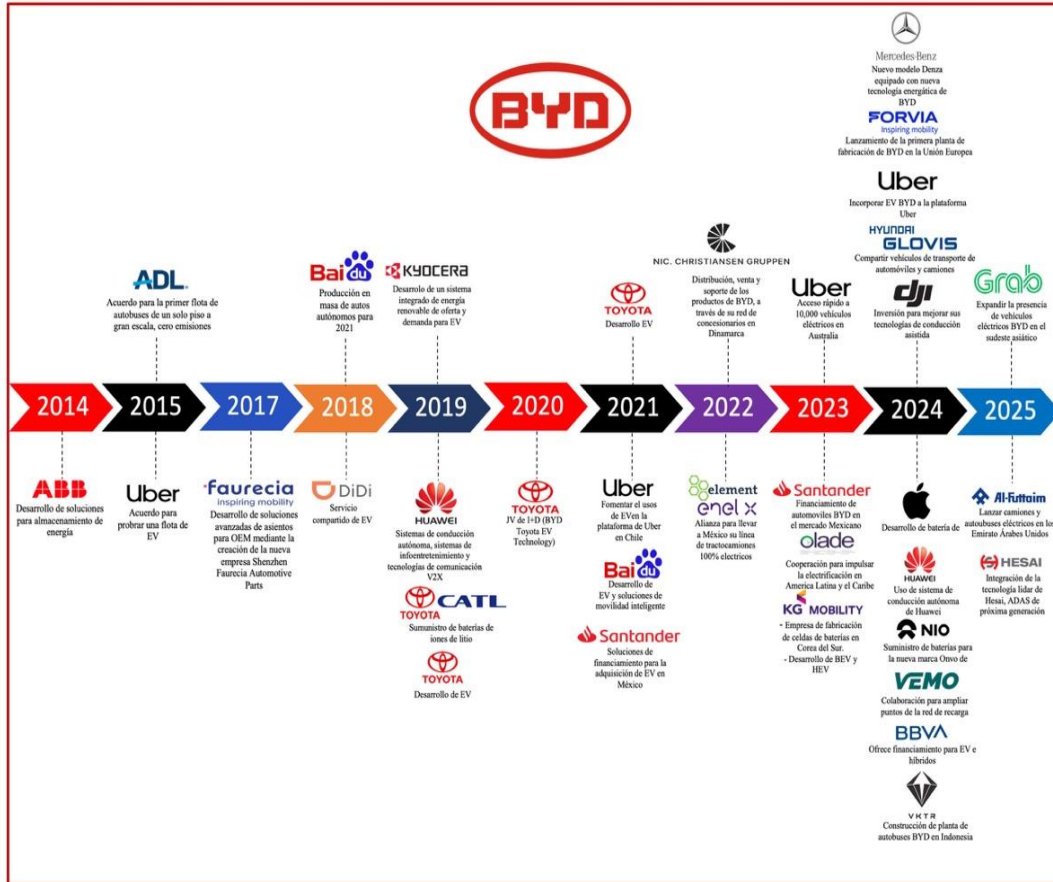 BYD
Mercedes-Benz
Nuevo modelo Denza
equipado con nueva
tecnología energética de
BYD
FORVIA
Inspiring mobility
Lanzamiento de la primera planta de
fabricación de BYD en la Unión Europea
Uber
Incorporar EV BYD a la plataforma
Uber
HYUNDAI
GLOVIS
Compartir vehículos de transporte de
automóviles y camiones
dji
Inversión para mejorar sus
tecnologías de conducción
asistida
ADL
Acuerdo para la primer flota de
autobuses de un solo piso a
gran escala, cero emisiones
Baidu
Producción en
masa de autos
autónomos para
2021
KYOCERA
Desarrolo de un sistema
integrado de energía
renovable de oferta y
demanda para EV
TOYOTA
Desarrollo EV
NIC. CHRISTIANSEN GRUPPEN
Distribución, venta y
soporte de los
productos de BYD, a
través de su red de
concesionarios en
Dinamarca
Uber
Acceso rápido a
10,000 vehículos
eléctricos en
Australia
Grab
Expandir la presencia
de vehículos
eléctricos BYD en el
sudeste asiático
2014
2015
2017
2018
2019
2020
2021
2022
2023
2024
2025
ABB
Desarrollo de soluciones
para almacenamiento de
energía
Uber
Acuerdo para
probrar una flota de
EV
faurecia
inspiring mobility
Desarrollo de soluciones
avanzadas de asientos
para OEM mediante la
creación de la nueva
empresa Shenzhen
Faurecia Automotive
Parts
DiDi
Servicio
compartido de EV
HUAWEI
Sistemas de conducción
autónoma, sistemas de
infoentretenimiento y
tecnologías de comunicación
V2X
TOYOTA CATL
Sumunistro de baterías de
iones de litio
TOYOTA
Desarrollo de EV
TOYOTA
JV de I+D (BYD
Toyota EV
Technology)
Uber
Fomentar el usos
de EVen la
plataforma de Uber
en Chile
Baidu
Desarrollo de
EV y soluciones de
movilidad inteligente
Santander
Soluciones de
financiamiento para la
adquisición de EV en
México
element
enel x
Alianza para llevar
a México su línea
de tractocamiones
100% electricos
Santander
Financiamiento de
automoviles BYD en
el mercado Mexicano
olade
Cooperación para impulsar
la electrificación en
America Latina y el Caribe
KG MOBILITY
- Empresa de fabricación
de celdas de baterías en
Corea del Sur.
- Desarrollo de BEV y
HEV
Desarrollo de batería de
HUAWEI
Uso de sistema de
conducción autónoma
de Huawei
NIO
Suministro de baterías para
la nueva marca Onvo de
VEMO
Colaboración para ampliar
puntos de la red de recarga
BBVA
Ofrece financiamiento para EV e
híbridos
VKTR
Construcción de planta de
autobuses BYD en Indonesia
Al-Futtaim
Lanzar camiones y
autobuses eléctricos en los
Emirato Árabes Unidos
HESAI
Integración de la
tecnología lidar de
Hesai, ADAS de
próxima generación